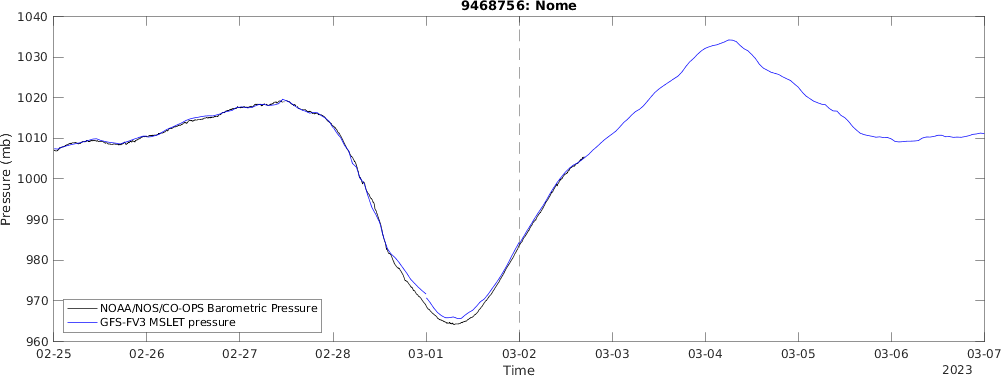 9468756: Nome
1040
1030
1020
1010
1000
990
980
970
960
Pressure (mb)
NOAA/NOS/CO-OPS Barometric Pressure
GFS-FV3 MSLET pressure
02-25 02-26 02-27 02-28 03-01 03-02 03-03 03-04 03-05 03-06 03-07
Time
2023